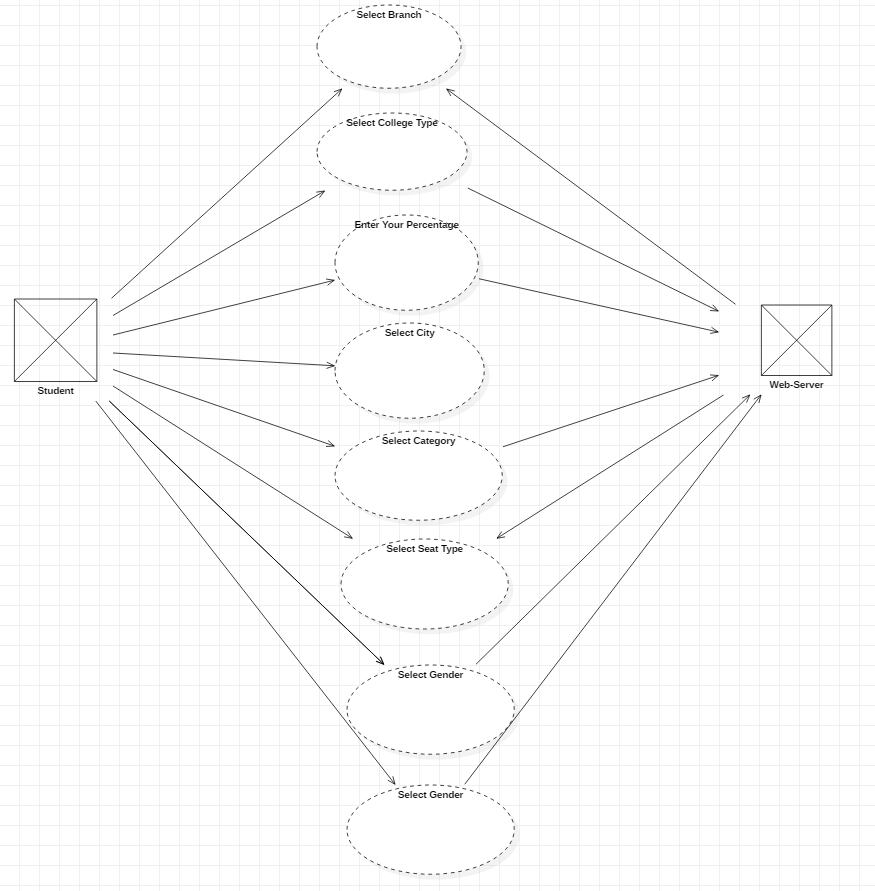 Select Branch
Select College Type
Enter Your Percentage
Select City
Student
Web-Server
Select Category
Select Seat Type
Select Gender
Select Gender